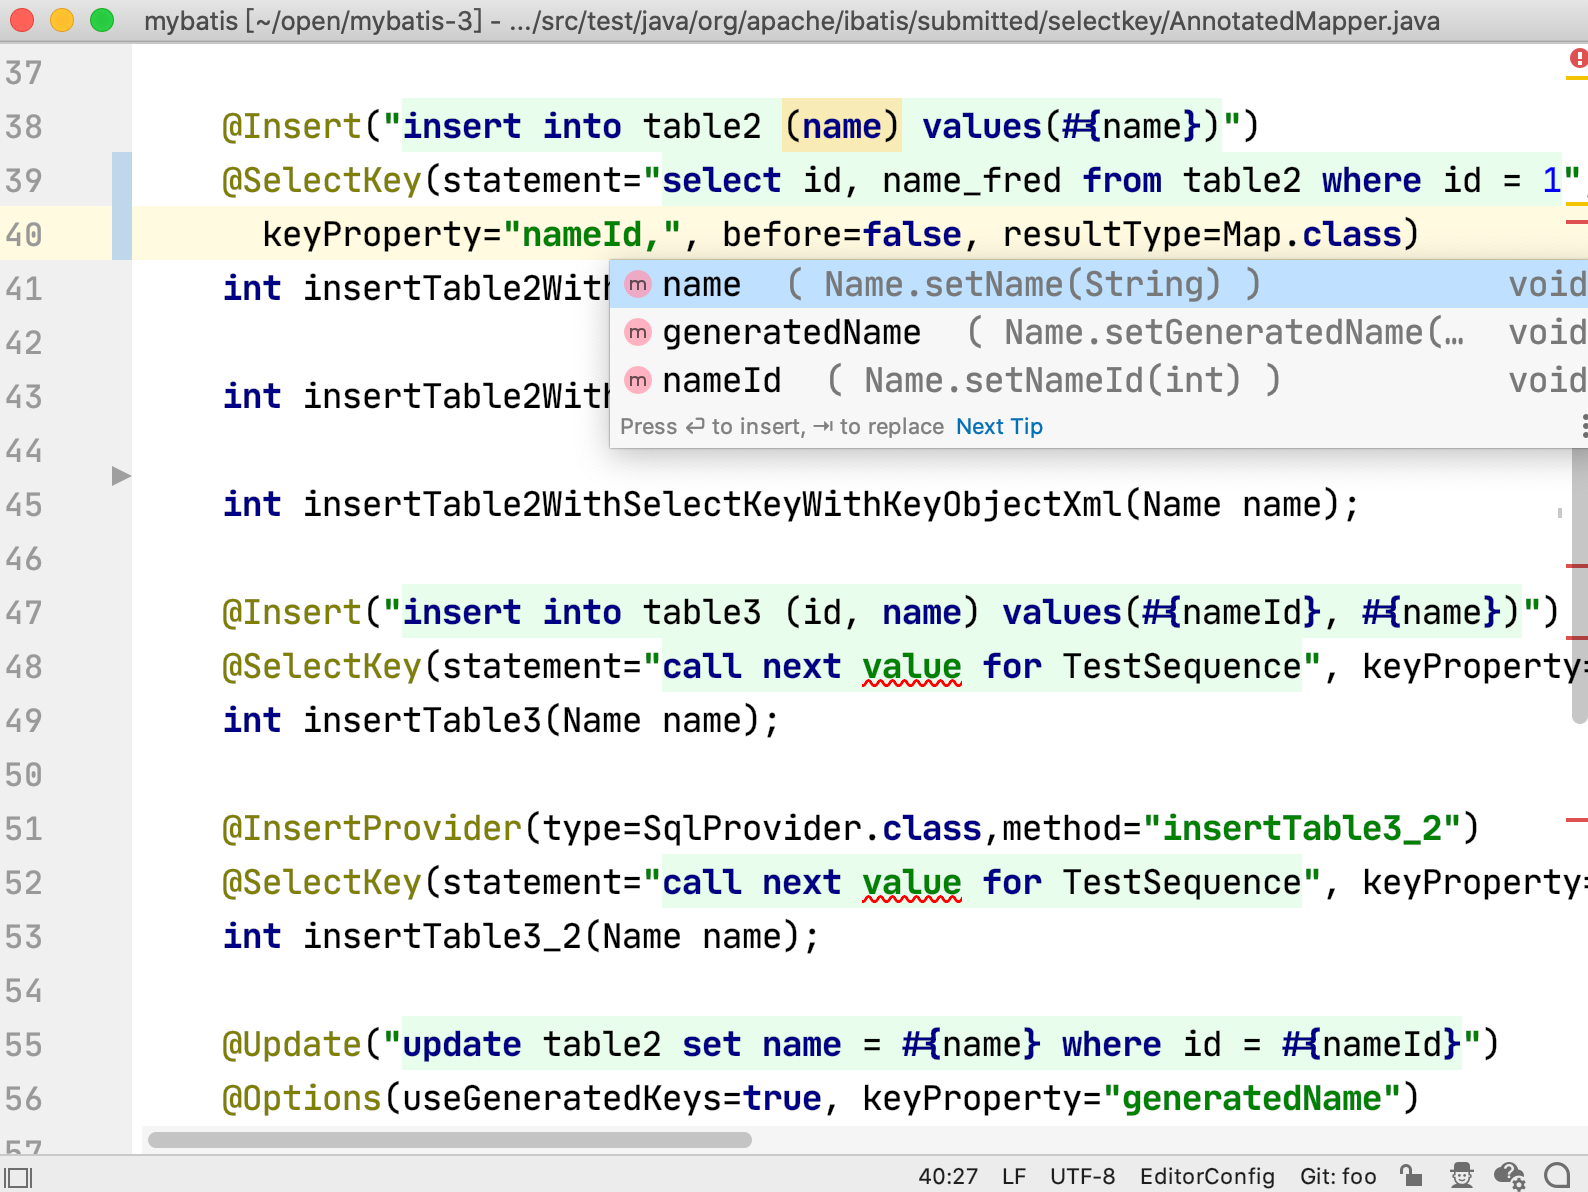 mybatis [~/open/mybatis-3] - .../src/test/java/org/apache/ibatis/submitted/selectkey/AnnotatedMapper.java
37
38 @Insert("insert into table2 (name) values(#{name})")
39 @SelectKey(statement="select id, name_fred from table2 where id = 1",
40 keyProperty="nameId,", before=false, resultType=Map.class)
41 int insertTable2With
name ( Name.setName(String) ) void
42
generatedName ( Name.setGeneratedName(… void
43 int insertTable2With
nameId ( Name.setNameId(int) ) void
Press ⏎ to insert, ⇥ to replace Next Tip
44
45 int insertTable2WithSelectKeyWithKeyObjectXml(Name name);
46
47 @Insert("insert into table3 (id, name) values(#{nameId}, #{name})")
48 @SelectKey(statement="call next value for TestSequence", keyProperty=
49 int insertTable3(Name name);
50
51 @InsertProvider(type=SqlProvider.class,method="insertTable3_2")
52 @SelectKey(statement="call next value for TestSequence", keyProperty=
53 int insertTable3_2(Name name);
54
55 @Update("update table2 set name = #{name} where id = #{nameId}")
56 @Options(useGeneratedKeys=true, keyProperty="generatedName")
57
40:27 LF UTF-8 EditorConfig Git: foo